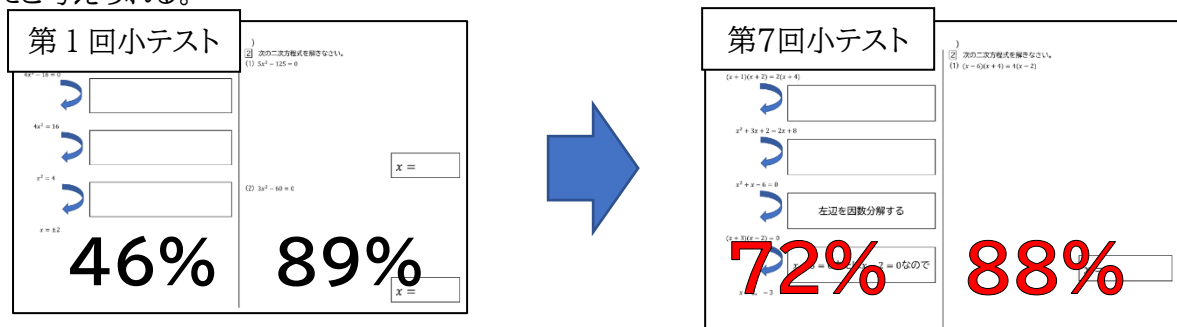 と考えられる。
第1回小テスト
4x² − 16 = 0
4x² = 16
x² = 4
x = ±2
46%
)
2 次の二次方程式を解きなさい。
(1) 5x² − 125 = 0
x =
(2) 3x² − 60 = 0
x =
89%
第7回小テスト
(x + 1)(x + 2) = 2(x + 4)
x² + 3x + 2 = 2x + 8
x² + x − 6 = 0
左辺を因数分解する
(x + 3)(x − 2) = 0
= 0なので
72%
)
2 次の二次方程式を解きなさい。
(1) (x − 6)(x + 4) = 4(x − 2)
88%